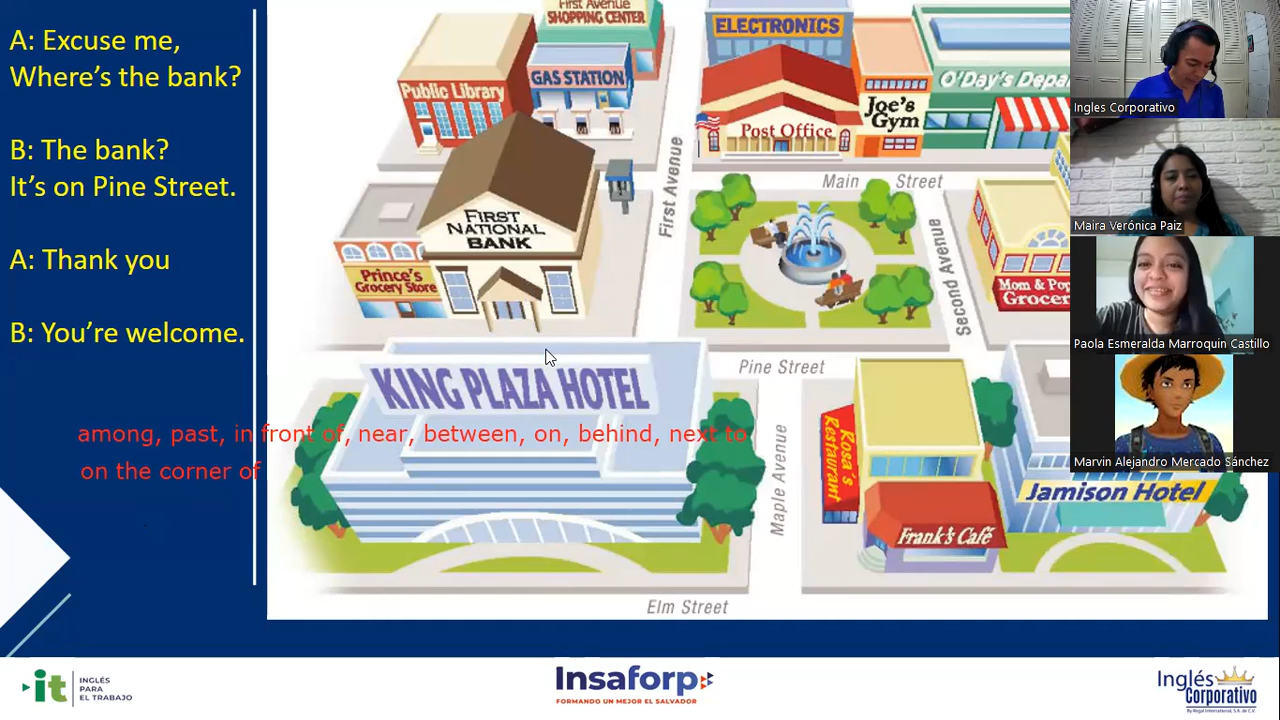 A: Excuse me,
Where's the bank?
B: The bank?
It's on Pine Street.
A: Thank you
B: You're welcome.
among, past, in front of, near, between, on, behind, next to
on the corner of
First Avenue
SHOPPING CENTER
GAS STATION
Public Library
ELECTRONICS
Post Office
Joe's
Gym
O'Day's
Main Street
First Avenue
FIRST
NATIONAL
BANK
Prince's
Grocery Store
Second Avenue
Mom & Pop
Pine Street
KING PLAZA HOTEL
Maple Avenue
Rosa's
Restaurant
Frank's Café
Jamison Hotel
Elm Street
Ingles Corporativo
Maira Verónica Paiz
Paola Esmeralda Marroquin Castillo
Marvin Alejandro Mercado Sánchez
it
INGLÉS
PARA
EL TRABAJO
Insaforp
FORMANDO UN MEJOR EL SALVADOR
Inglés
Corporativo
By Regal International, S.A. de C.V.